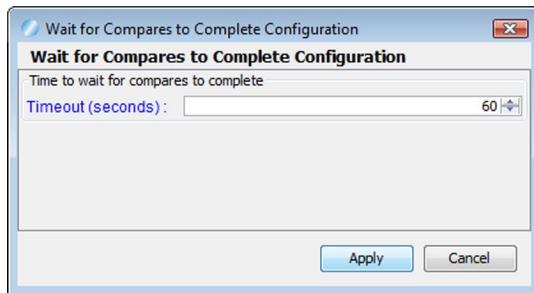 Wait for Compares to Complete Configuration
Wait for Compares to Complete Configuration
Time to wait for compares to complete
Timeout (seconds) : 60
Apply Cancel